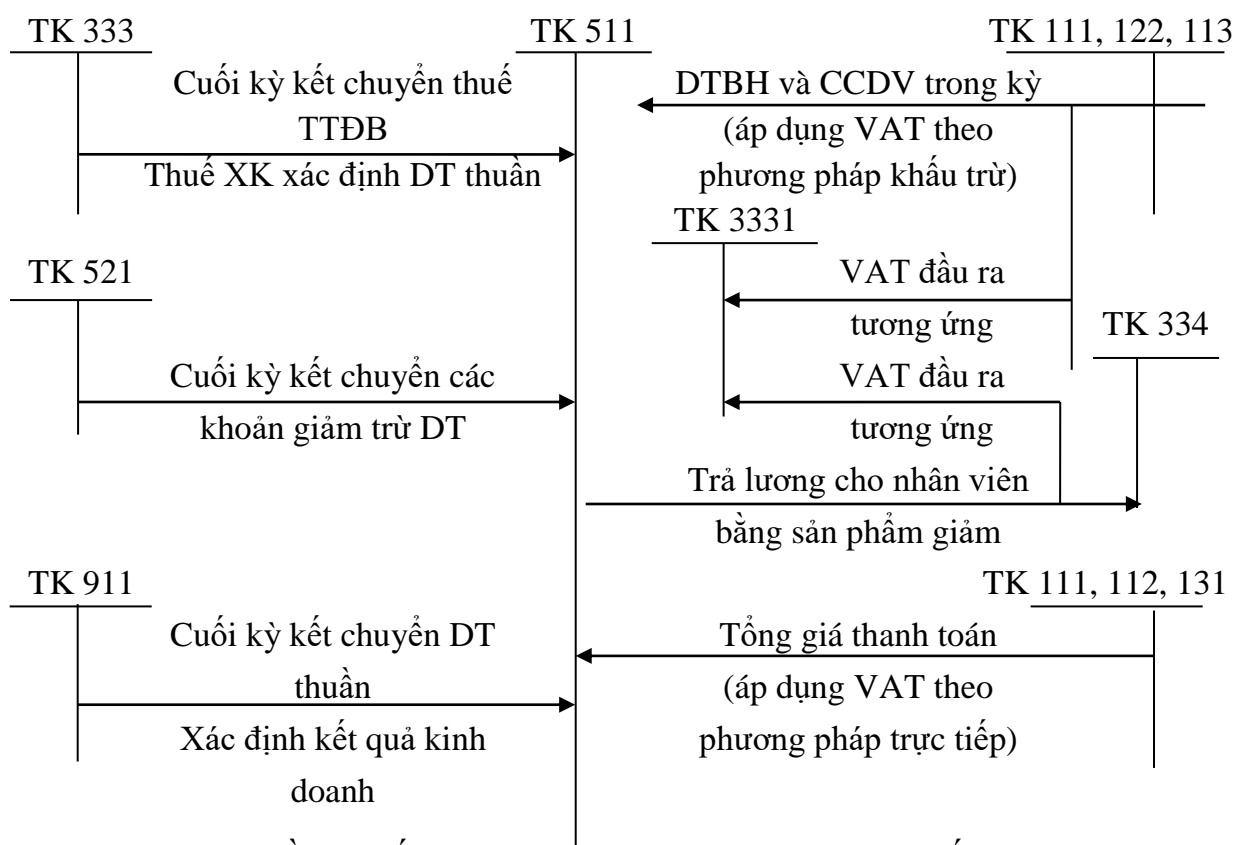 TK 333
TK 511
TK 111, 122, 113
Cuối kỳ kết chuyển thuế
TTĐB
Thuế XK xác định DT thuần
DTBH và CCDV trong kỳ
(áp dụng VAT theo
phương pháp khấu trừ)
TK 3331
TK 521
VAT đầu ra
tương ứng
TK 334
Cuối kỳ kết chuyển các
khoản giảm trừ DT
VAT đầu ra
tương ứng
Trả lương cho nhân viên
bằng sản phẩm giảm
TK 911
TK 111, 112, 131
Cuối kỳ kết chuyển DT
thuần
Xác định kết quả kinh
doanh
Tổng giá thanh toán
(áp dụng VAT theo
phương pháp trực tiếp)